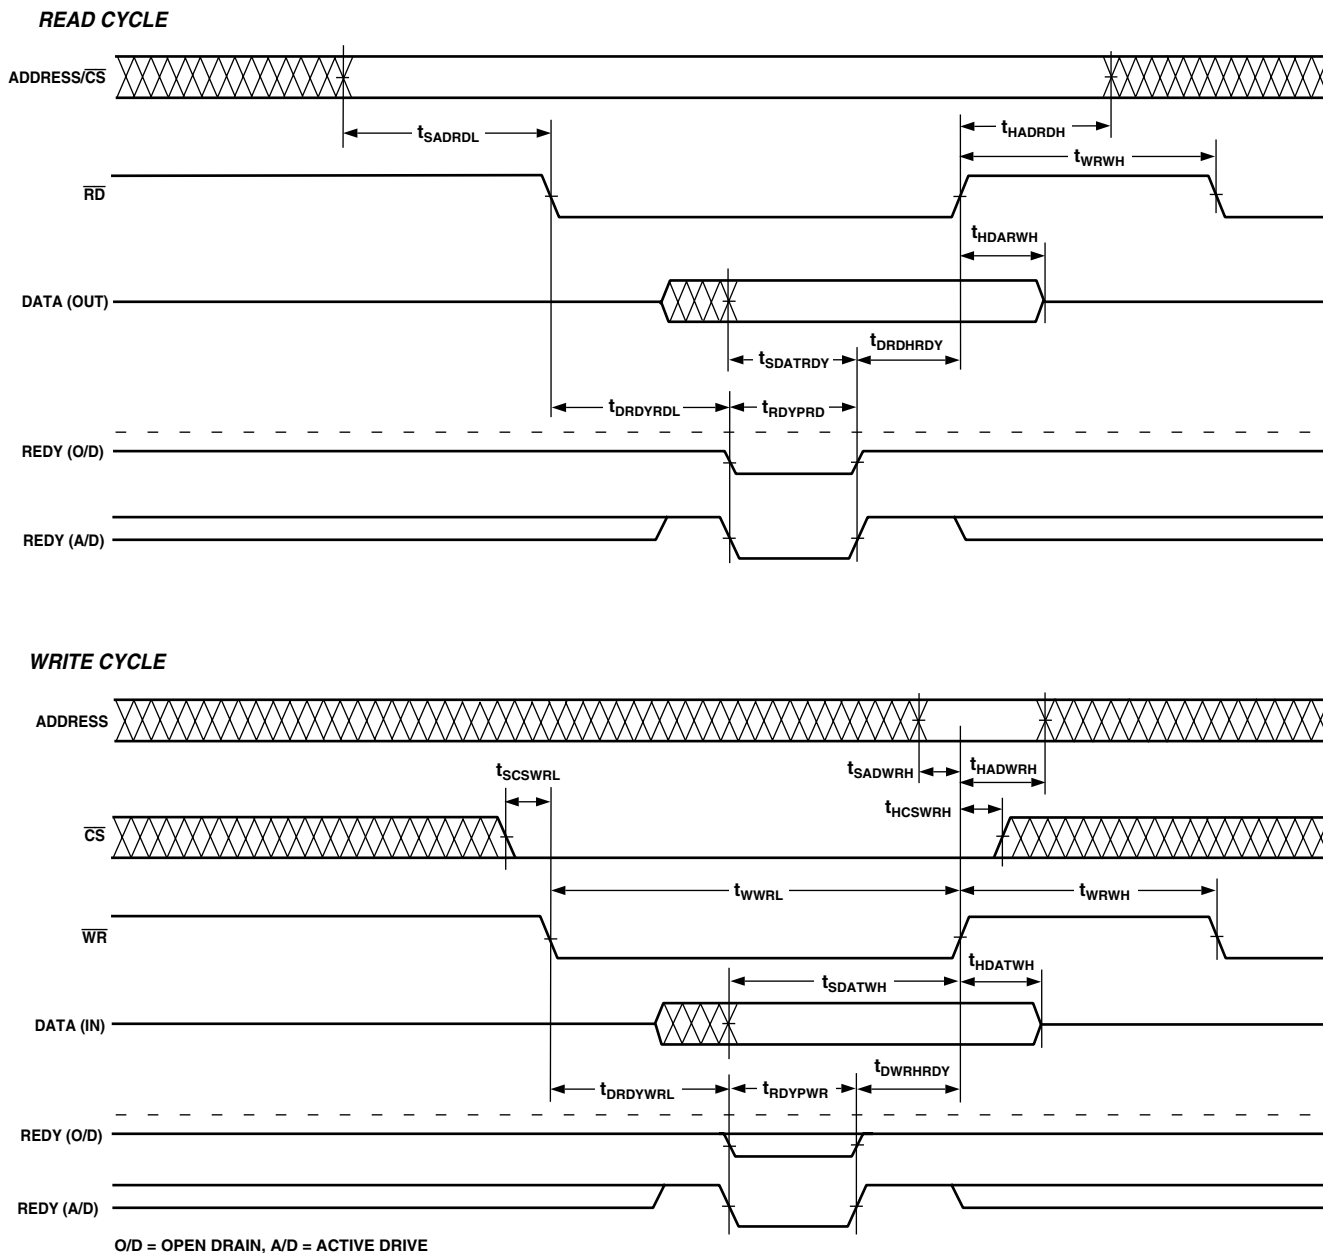 READ CYCLE
ADDRESS/CS
tSADRDL
tHADRDH
tWRWH
RD
tHDARWH
DATA (OUT)
tSDATRDY
tDRDHRDY
tDRDYRDL
tRDYPRD
REDY (O/D)
REDY (A/D)
WRITE CYCLE
ADDRESS
tSCSWRL
tSADWRH
tHADWRH
tHCSWRH
CS
tWWRL
tWRWH
WR
tSDATWH
tHDATWH
DATA (IN)
tDRDYWRL
tRDYPWR
tDWRHRDY
REDY (O/D)
REDY (A/D)
O/D = OPEN DRAIN, A/D = ACTIVE DRIVE